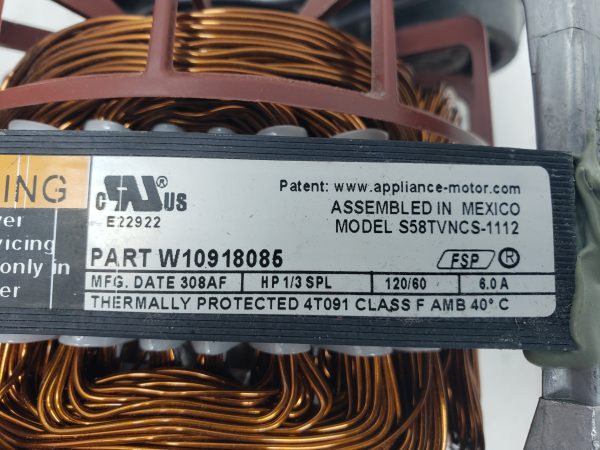 ING
ver
vicing
only in
er
c UR ® US
E22922
Patent: www.appliance-motor.com
ASSEMBLED IN MEXICO
MODEL S58TVNCS-1112
PART W10918085
FSP ®
MFG. DATE 308AF HP 1/3 SPL 120/60 6.0 A
THERMALLY PROTECTED 4T091 CLASS F AMB 40° C